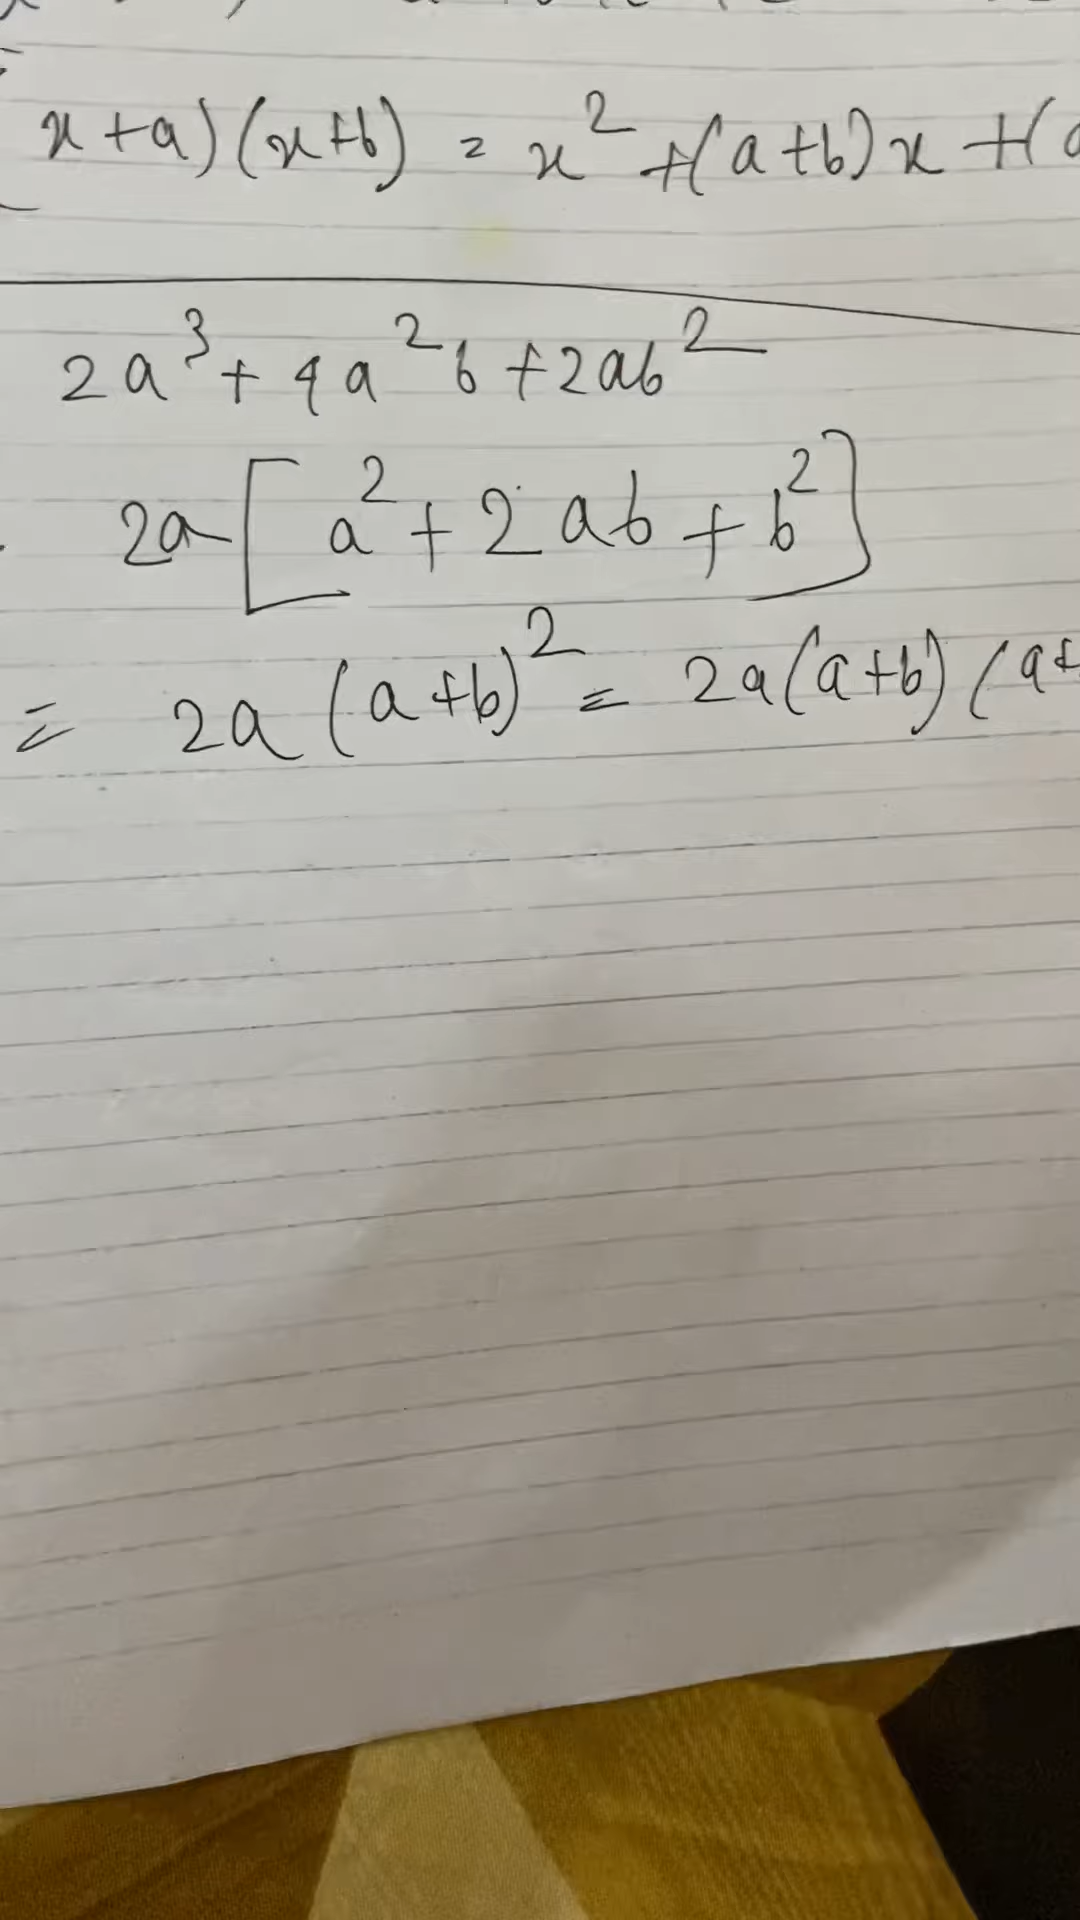 x+a)(x+b) = x² +(a+b)x +(
2a³ + 4a²b + 2ab²
2a[a² + 2ab + b²]
= 2a (a+b)² = 2a(a+b) (a+